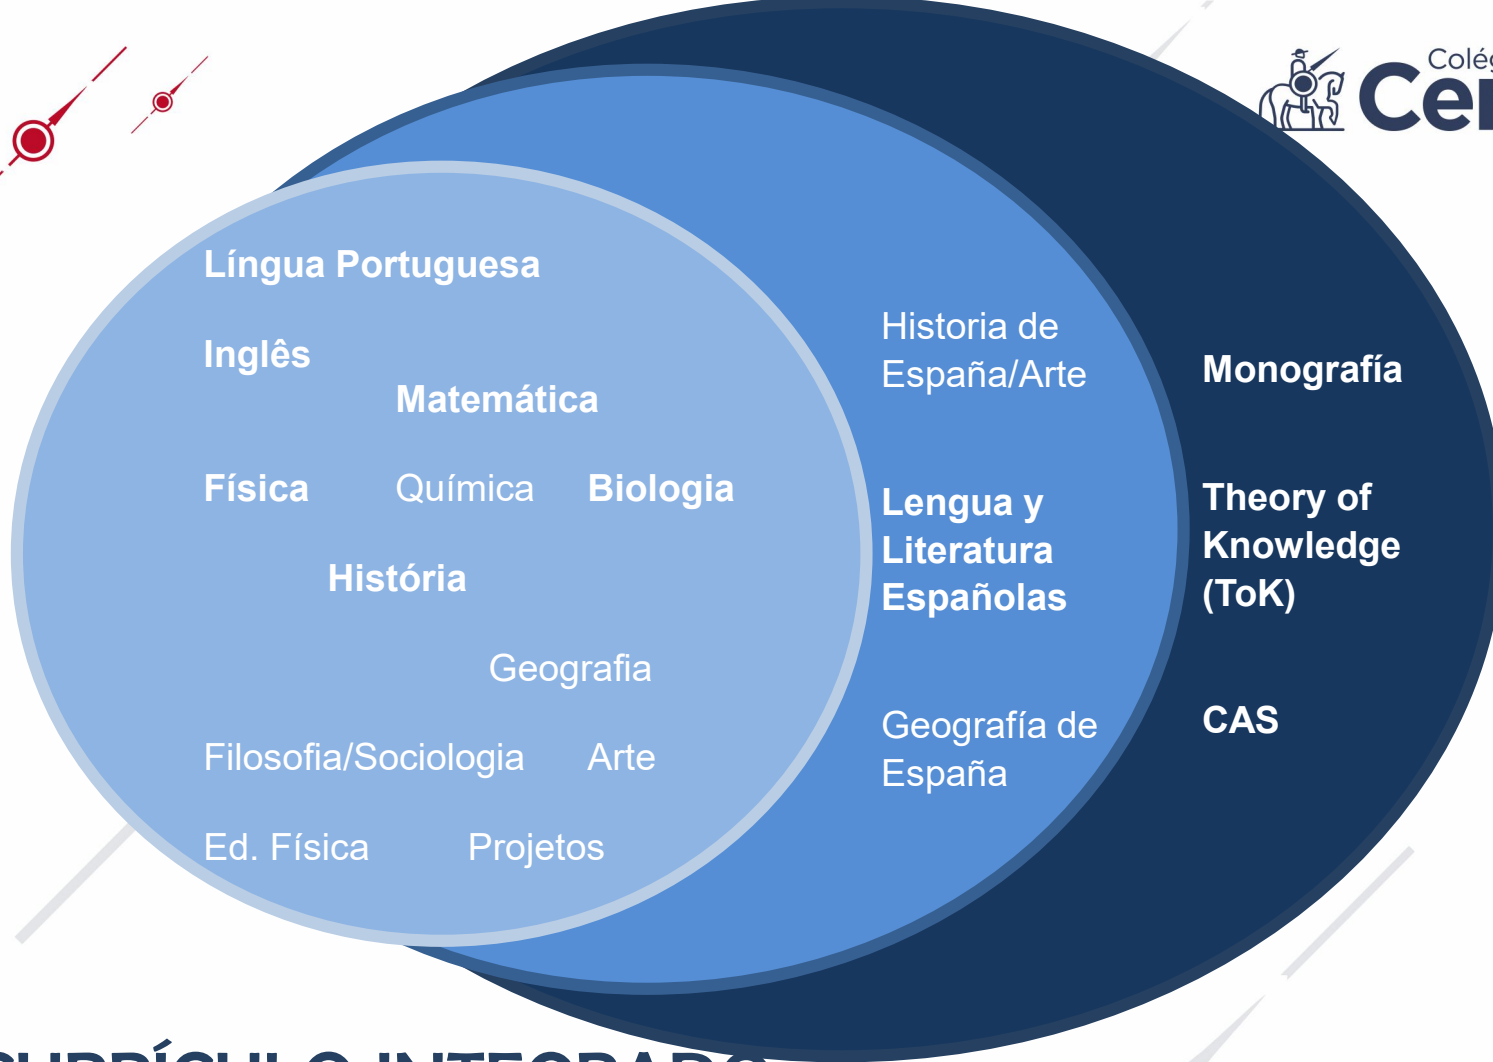 Língua Portuguesa
Inglês
Matemática
Física Química Biologia
História
Geografia
Filosofia/Sociologia Arte
Ed. Física Projetos
Historia de
España/Arte
Lengua y
Literatura
Españolas
Geografía de
España
Monografía
Theory of
Knowledge
(ToK)
CAS